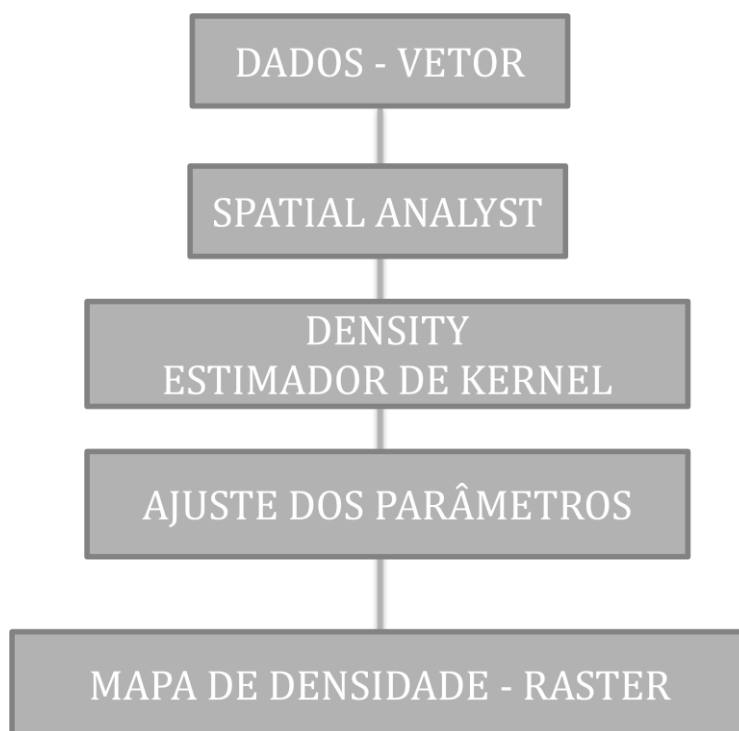 DADOS - VETOR
SPATIAL ANALYST
DENSITY
ESTIMADOR DE KERNEL
AJUSTE DOS PARÂMETROS
MAPA DE DENSIDADE - RASTER